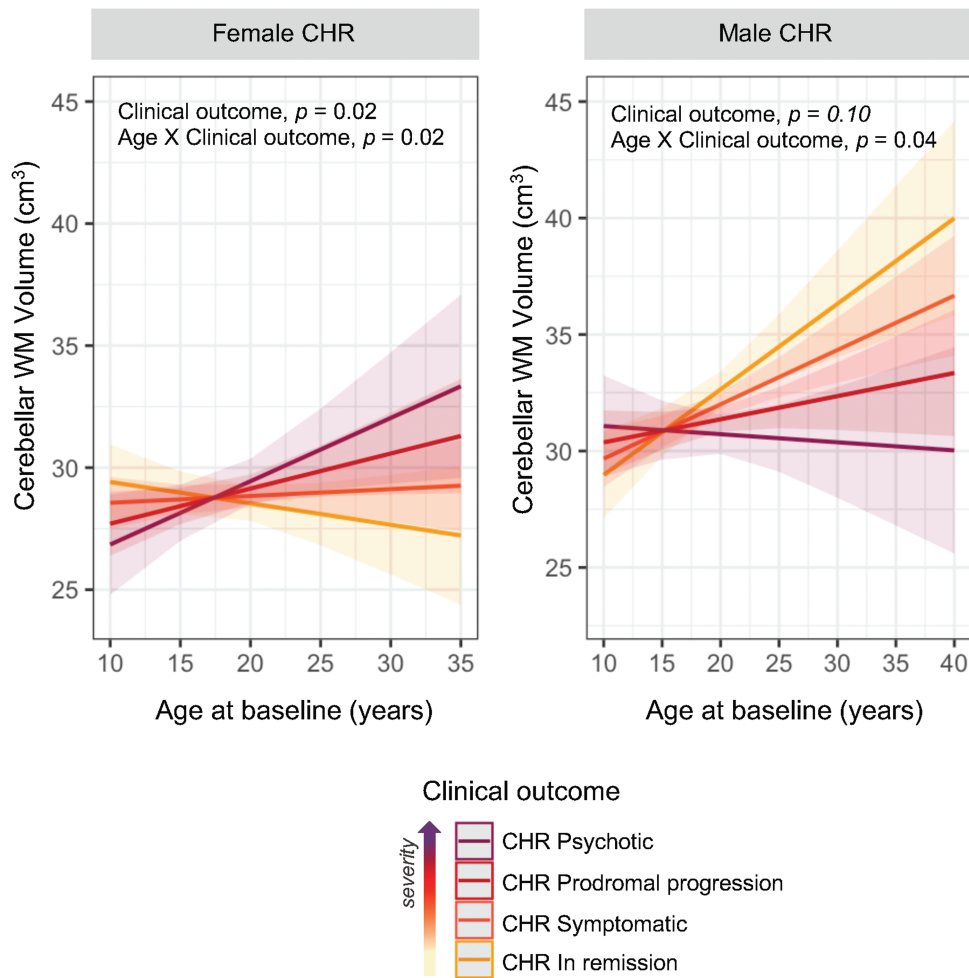 Female CHR
Clinical outcome, p = 0.02
Age X Clinical outcome, p = 0.02
Cerebellar WM Volume (cm³)
45
40
35
30
25
10 15 20 25 30 35
Age at baseline (years)
Male CHR
Clinical outcome, p = 0.10
Age X Clinical outcome, p = 0.04
Cerebellar WM Volume (cm³)
45
40
35
30
25
10 15 20 25 30 35 40
Age at baseline (years)
Clinical outcome
severity
CHR Psychotic
CHR Prodromal progression
CHR Symptomatic
CHR In remission